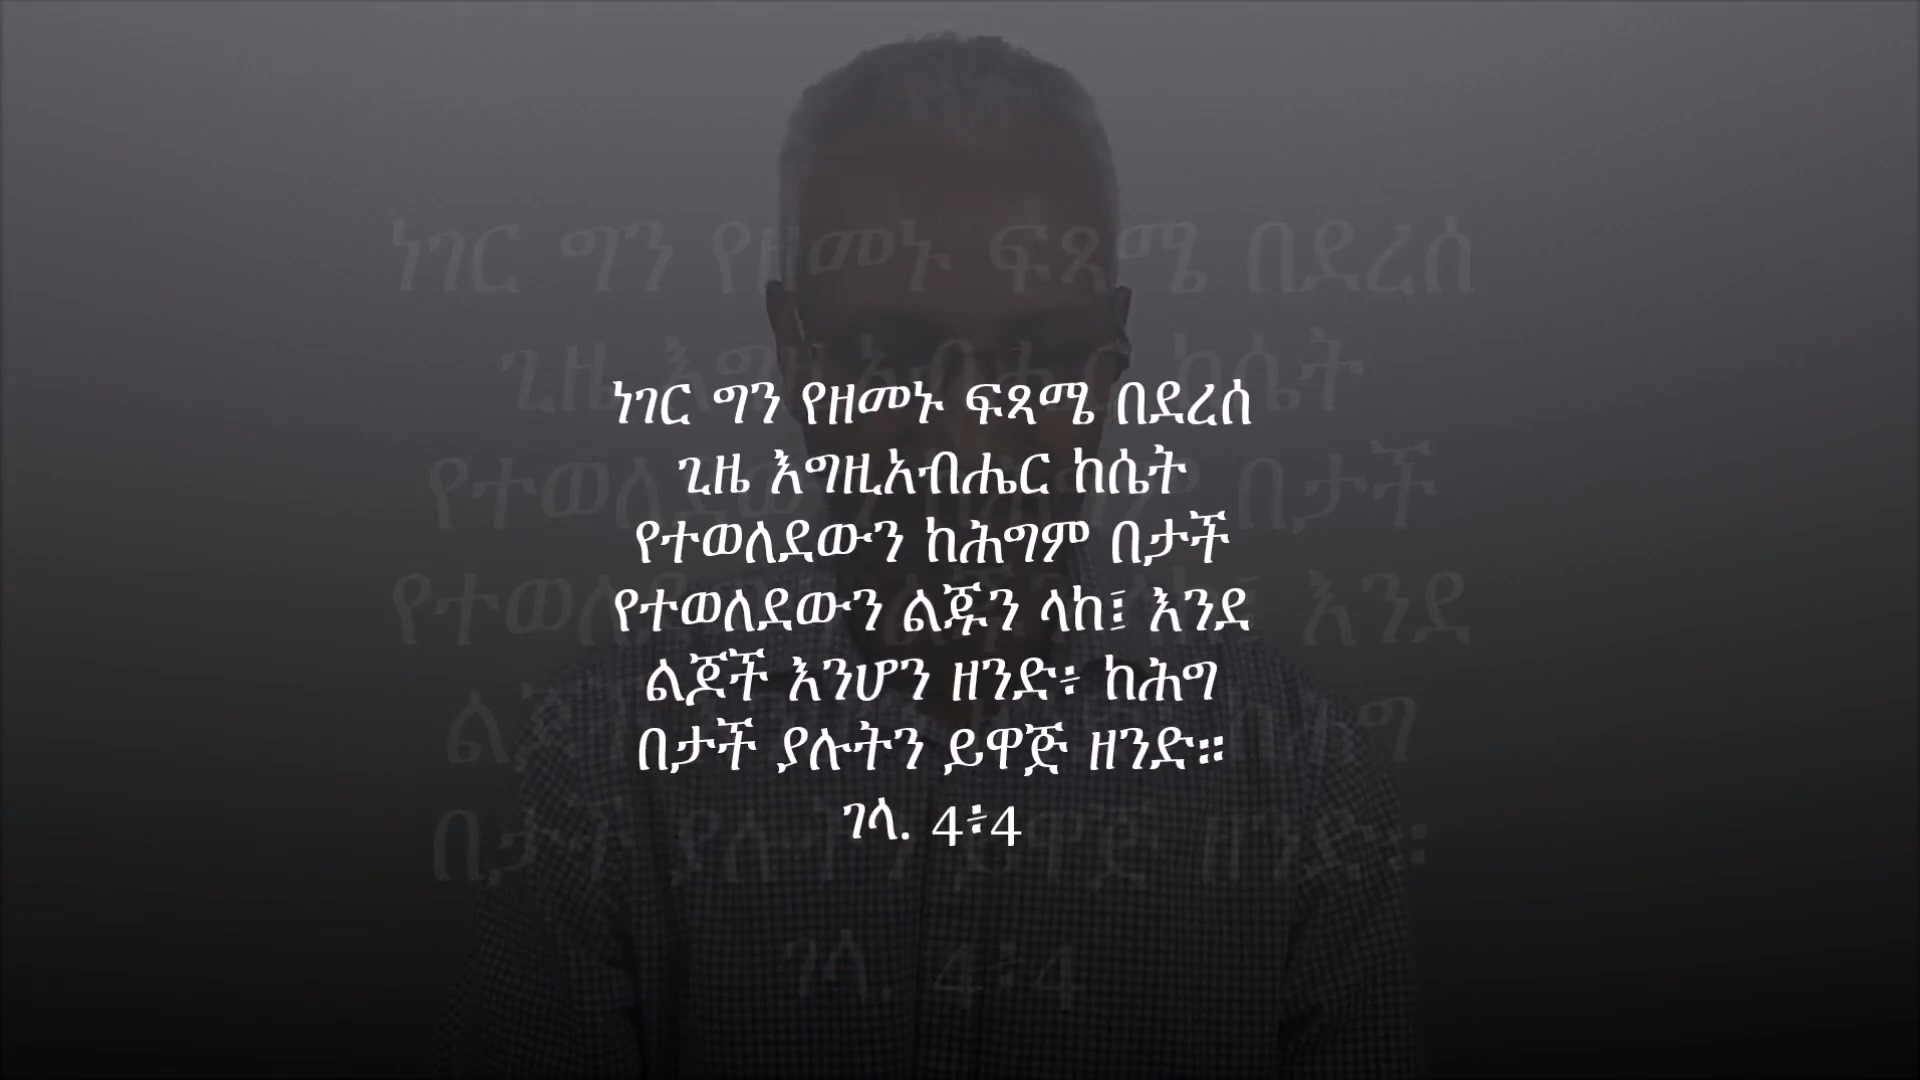 ነገር ግን የዘመኑ ፍጻሜ በደረሰ
ጊዜ እግዚአብሔር ከሴት
የተወለደውን ከሕግም በታች
የተወለደውን ልጁን ላከ፤ እንደ
ልጆች እንሆን ዘንድ፥ ከሕግ
በታች ያሉትን ይዋጅ ዘንድ።
ገላ. 4፥4